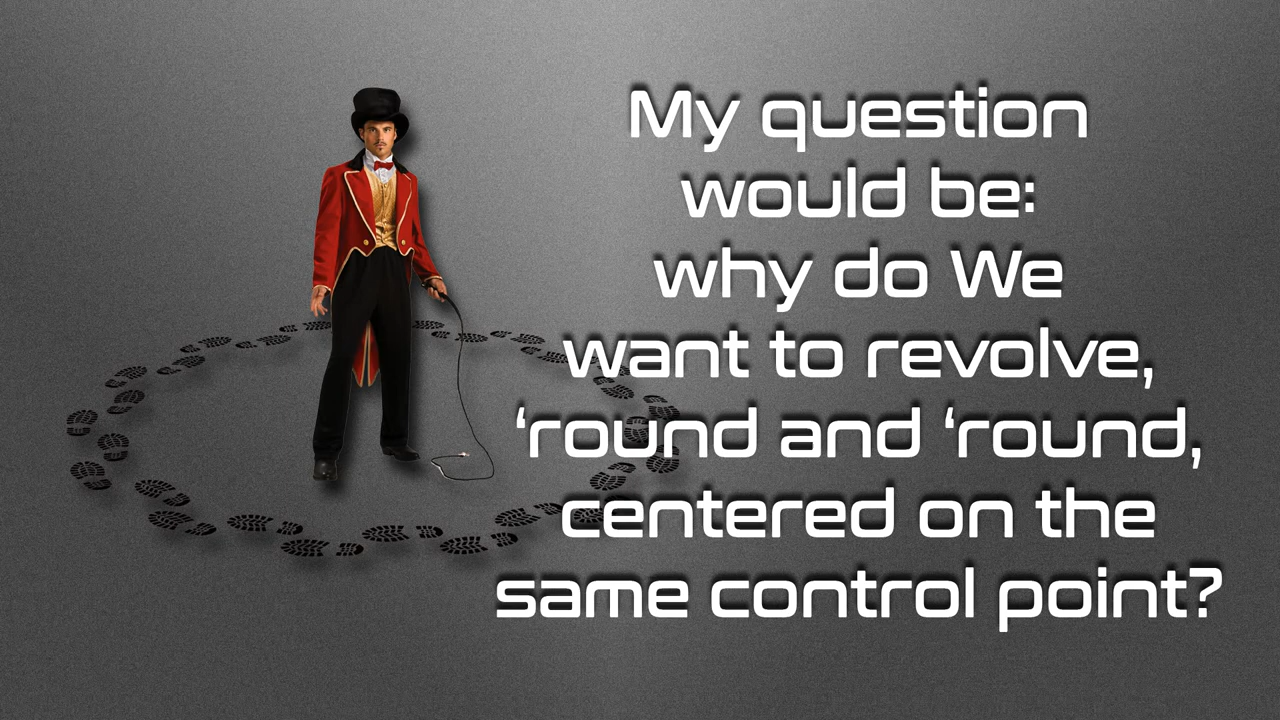 My question
would be:
why do We
want to revolve,
‘round and ‘round,
centered on the
same control point?